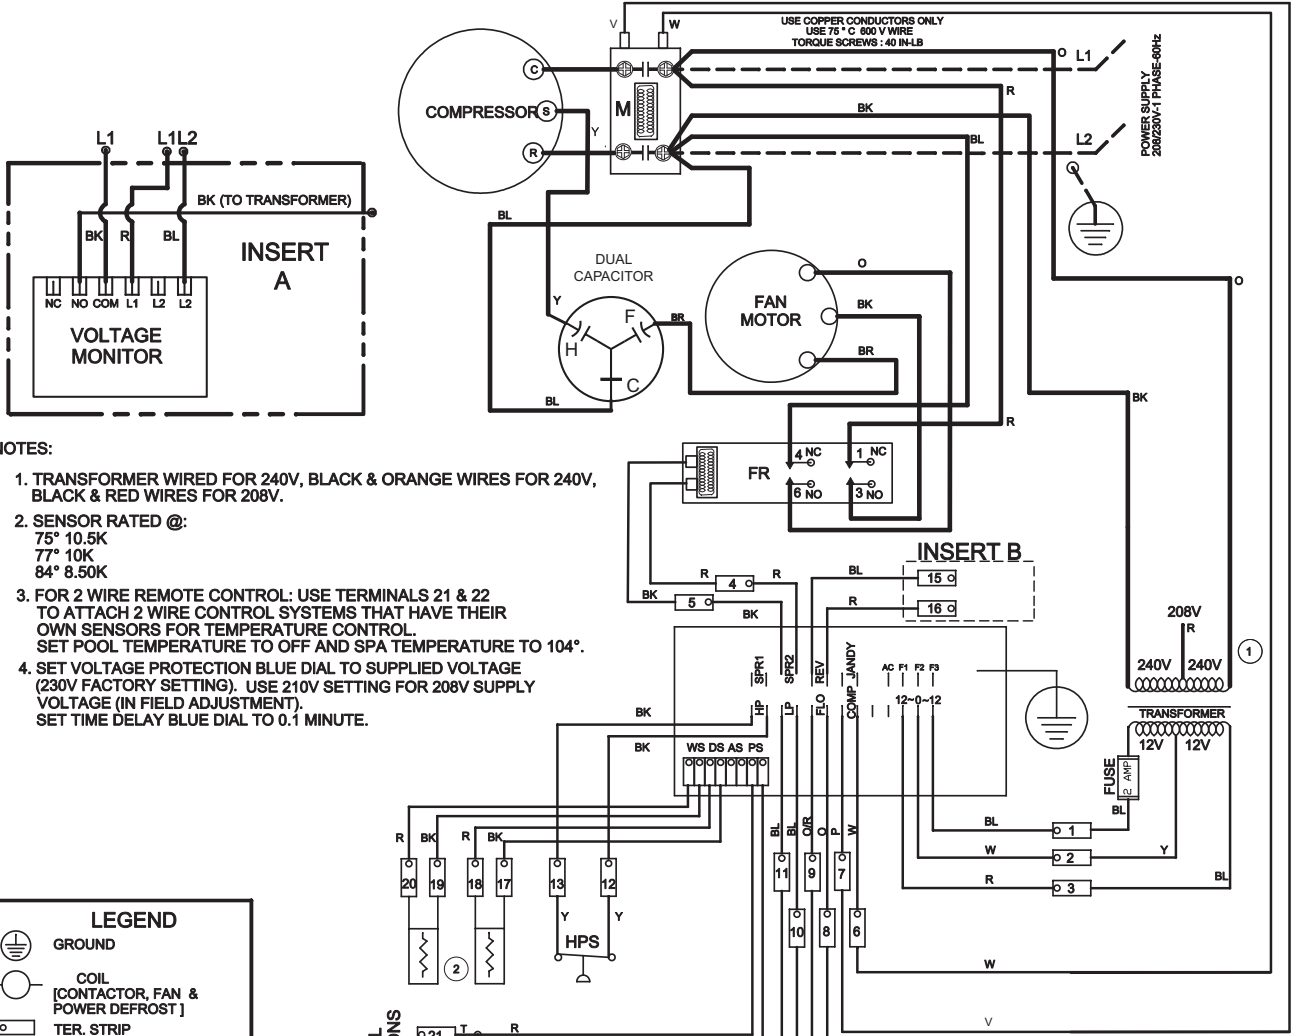 V
W
USE COPPER CONDUCTORS ONLY
USE 75 ° C 600 V WIRE
TORQUE SCREWS : 40 IN-LB
O
L1
POWER SUPPLY
208/230V-1 PHASE-60Hz
C
R
COMPRESSOR
S
M
BK
Y
BL
L2
R
L1
L1
L2
BK (TO TRANSFORMER)
BK
R
BL
INSERT
A
NC
NO
COM
L1
L2
L2
VOLTAGE
MONITOR
BL
DUAL
CAPACITOR
Y
F
H
C
BR
BL
FAN
MOTOR
O
BK
BR
O
BK
R
NOTES:
1. TRANSFORMER WIRED FOR 240V, BLACK & ORANGE WIRES FOR 240V,
BLACK & RED WIRES FOR 208V.
2. SENSOR RATED @:
75° 10.5K
77° 10K
84° 8.50K
3. FOR 2 WIRE REMOTE CONTROL: USE TERMINALS 21 & 22
TO ATTACH 2 WIRE CONTROL SYSTEMS THAT HAVE THEIR
OWN SENSORS FOR TEMPERATURE CONTROL.
SET POOL TEMPERATURE TO OFF AND SPA TEMPERATURE TO 104°.
4. SET VOLTAGE PROTECTION BLUE DIAL TO SUPPLIED VOLTAGE
(230V FACTORY SETTING). USE 210V SETTING FOR 208V SUPPLY
VOLTAGE (IN FIELD ADJUSTMENT).
SET TIME DELAY BLUE DIAL TO 0.1 MINUTE.
FR
4 NC
1 NC
6 NO
3 NO
INSERT B
R
4
R
BL
15
BK
5
BK
R
16
208V
R
240V
240V
1
SPR1
SPR2
REV
JANDY
AC F1 F2 F3
HP
LP
FLO
COMP
12~0~12
TRANSFORMER
12V
12V
BK
BK
WS DS AS PS
FUSE
2 AMP
BL
R
BK
R
BK
BL
BL
O/R
O
P
W
BL
1
W
2
Y
R
3
BL
20
19
18
17
13
12
11
9
7
10
8
6
Y
Y
HPS
2
W
V
LEGEND
GROUND
COIL
[CONTACTOR, FAN &
POWER DEFROST ]
TER. STRIP
21
T
R